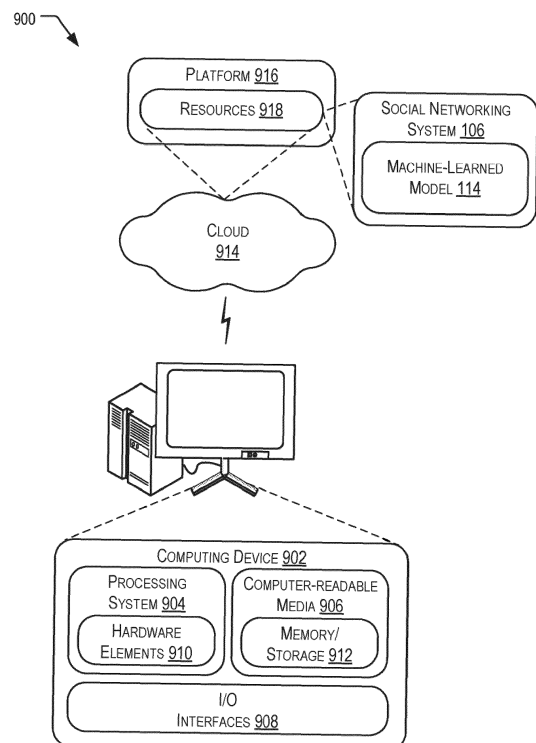 900
PLATFORM 916
RESOURCES 918
SOCIAL NETWORKING
SYSTEM 106
MACHINE-LEARNED
MODEL 114
CLOUD
914
COMPUTING DEVICE 902
PROCESSING
SYSTEM 904
HARDWARE
ELEMENTS 910
COMPUTER-READABLE
MEDIA 906
MEMORY/
STORAGE 912
I/O
INTERFACES 908